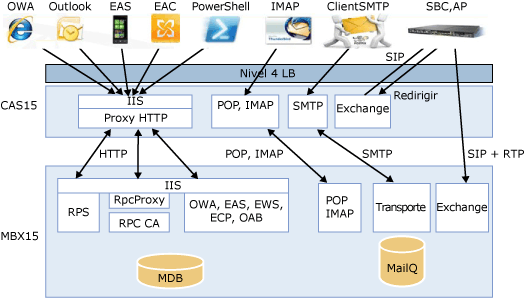 OWA Outlook EAS EAC PowerShell IMAP ClientSMTP SBC,AP
SIP
Nivel 4 LB
CAS15
IIS
Proxy HTTP
POP, IMAP
SMTP
Exchange
Redirigir
HTTP
POP, IMAP
SMTP
SIP + RTP
MBX15
IIS
RPS
RpcProxy
RPC CA
OWA, EAS, EWS,
ECP, OAB
POP
IMAP
Transporte
Exchange
MDB
MailQ